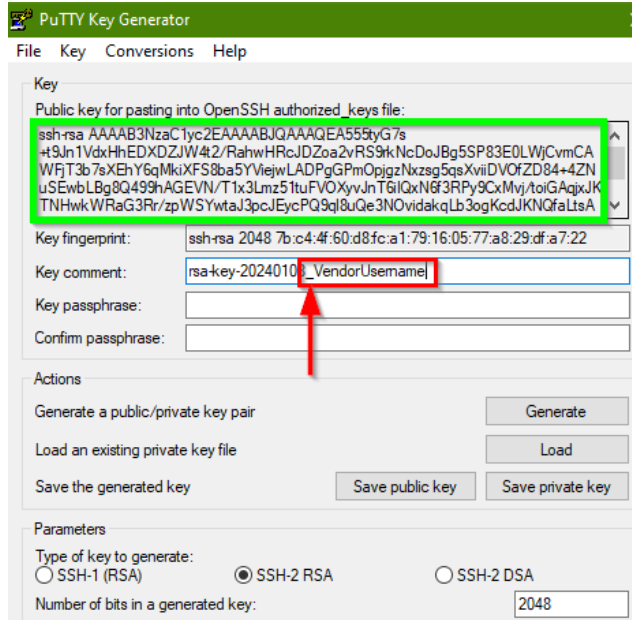 PuTTY Key Generator
File Key Conversions Help
Key
Public key for pasting into OpenSSH authorized_keys file:
ssh-rsa AAAAB3NzaC1yc2EAAAABJQAAAQEA555tyG7s
+t9Jn1VdxHhEDXDZJW4t2/RahwHRcJDZoa2vRS9rkNcDoJBg5SP83E0LWjCvmCA
WFjT3b7sXEhY6qMkiXFS8ba5YViejwLADPgGPmOpjgzNxzsg5qsXviiDVOfZD84+4ZN
uSEwbLBg8Q499hAGEVN/T1x3Lmz51tuFVOXyvJnT6iIQxN6f3RPy9CxMvj/toiGAqjxJK
TNHwkWRaG3Rr/zpWSYwtaJ3pcJEycPQ9ql8uQe3NOvidakqLb3ogKcdJKNQfaLtsA
Key fingerprint: ssh-rsa 2048 7b:c4:4f:60:d8:fc:a1:79:16:05:77:a8:29:df:a7:22
Key comment: rsa-key-20240108_VendorUsername
Key passphrase:
Confirm passphrase:
Actions
Generate a public/private key pair Generate
Load an existing private key file Load
Save the generated key Save public key Save private key
Parameters
Type of key to generate:
SSH-1 (RSA) SSH-2 RSA SSH-2 DSA
Number of bits in a generated key: 2048